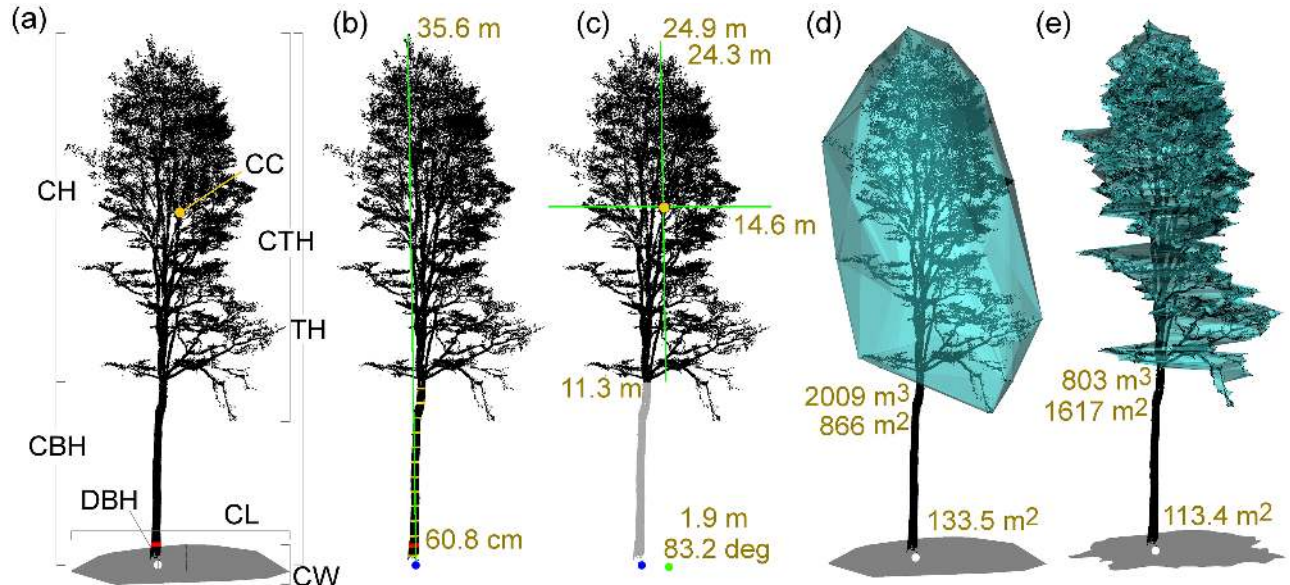 (a)
CH
CC
CTH
TH
CBH
DBH
CL
CW
(b)
35.6 m
60.8 cm
(c)
24.9 m
24.3 m
14.6 m
11.3 m
1.9 m
83.2 deg
(d)
2009 m³
866 m²
133.5 m²
(e)
803 m³
1617 m²
113.4 m²